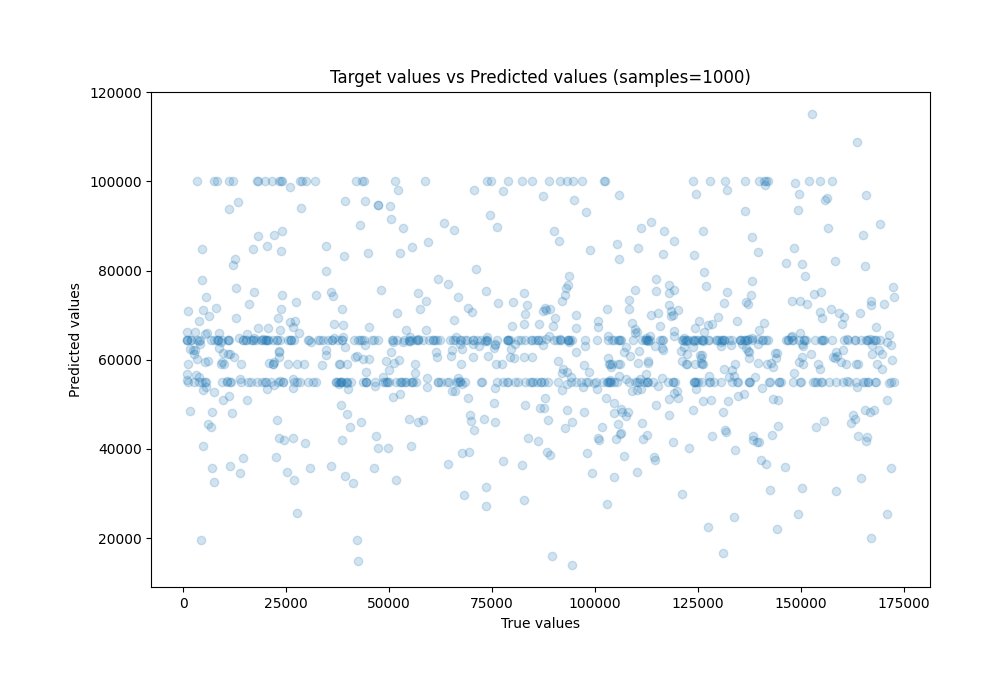 Target values vs Predicted values (samples=1000)
120000
100000
80000
60000
40000
20000
Predicted values
0 25000 50000 75000 100000 125000 150000 175000
True values